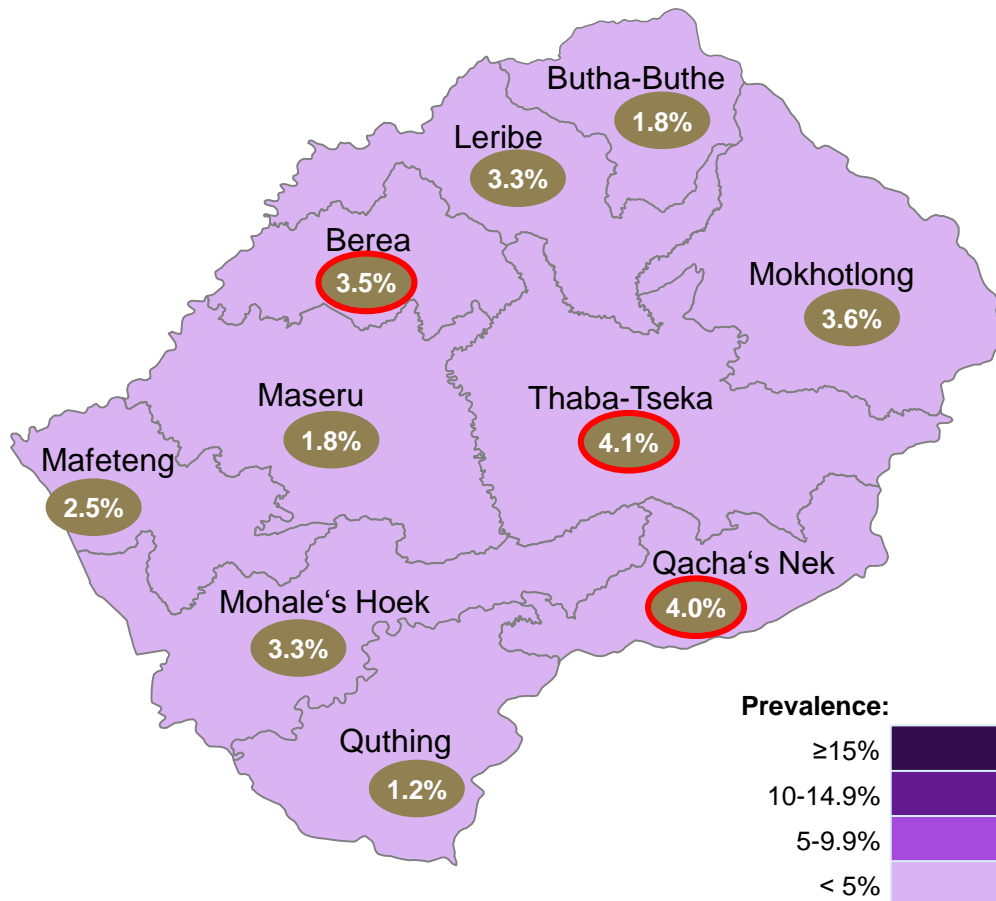 Butha-Buthe
1.8%
Leribe
3.3%
Berea
3.5%
Mokhotlong
3.6%
Maseru
1.8%
Thaba-Tseka
4.1%
Mafeteng
2.5%
Qacha‘s Nek
4.0%
Mohale‘s Hoek
3.3%
Quthing
1.2%
Prevalence:
≥15%
10-14.9%
5-9.9%
< 5%